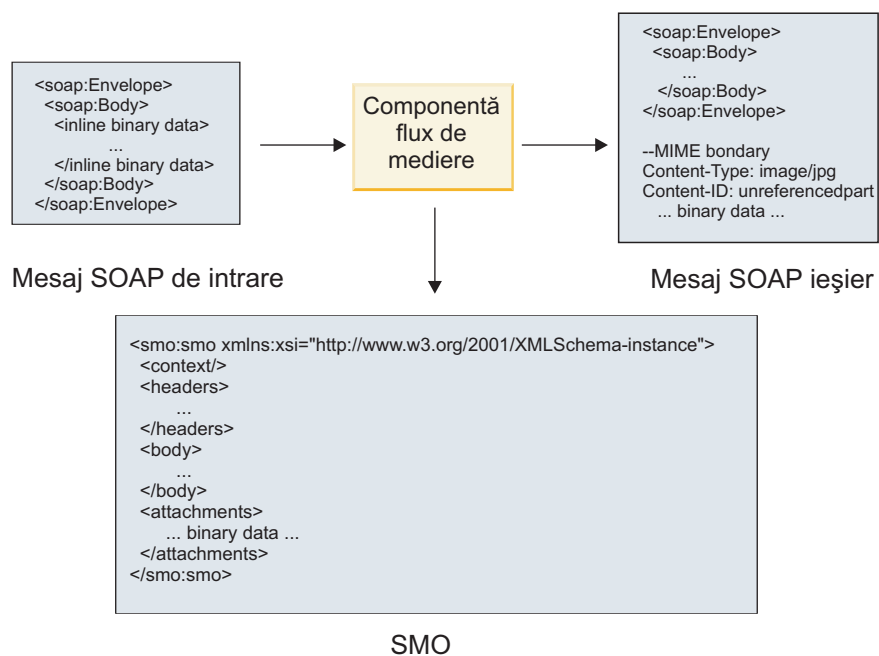 <soap:Envelope>
<soap:Body>
<inline binary data>
...
</inline binary data>
</soap:Body>
</soap:Envelope>
Mesaj SOAP de intrare
Componentă
flux de
mediere
<soap:Envelope>
<soap:Body>
...
</soap:Body>
</soap:Envelope>
--MIME bondary
Content-Type: image/jpg
Content-ID: unreferencedpart
... binary data ...
Mesaj SOAP ieşier
<smo:smo xmlns:xsi="http://www.w3.org/2001/XMLSchema-instance">
<context/>
<headers>
...
</headers>
<body>
...
</body>
<attachments>
... binary data ...
</attachments>
</smo:smo>
SMO